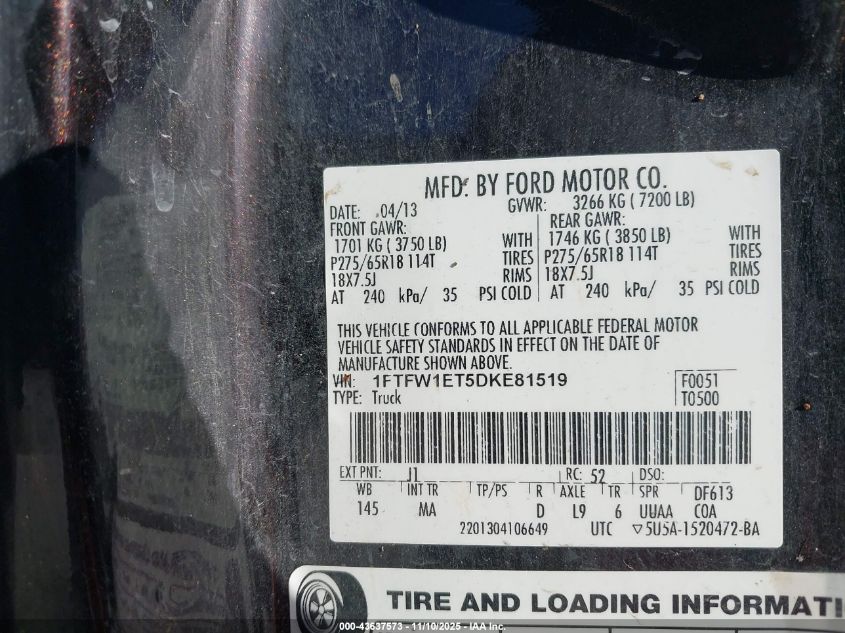 MFD. BY FORD MOTOR CO.
DATE: 04/13 GVWR: 3266 KG ( 7200 LB)
FRONT GAWR: REAR GAWR:
1701 KG ( 3750 LB) WITH 1746 KG ( 3850 LB) WITH
P275/65R18 114T TIRES P275/65R18 114T TIRES
18X7.5J RIMS 18X7.5J RIMS
AT 240 kPa/ 35 PSI COLD AT 240 kPa/ 35 PSI COLD
THIS VEHICLE CONFORMS TO ALL APPLICABLE FEDERAL MOTOR
VEHICLE SAFETY STANDARDS IN EFFECT ON THE DATE OF
MANUFACTURE SHOWN ABOVE.
VIN: 1FTFW1ET5DKE81519 F0051
TYPE: Truck T0500
EXT PNT: J1 RC: 52 DSO:
WB INT TR TP/PS R AXLE TR SPR DF613
145 MA D L9 6 UUAA COA
2201304106649 UTC ▽5U5A-1520472-BA
TIRE AND LOADING INFORMATI
000-43637573 — 11/10/2025 — IAA Inc.